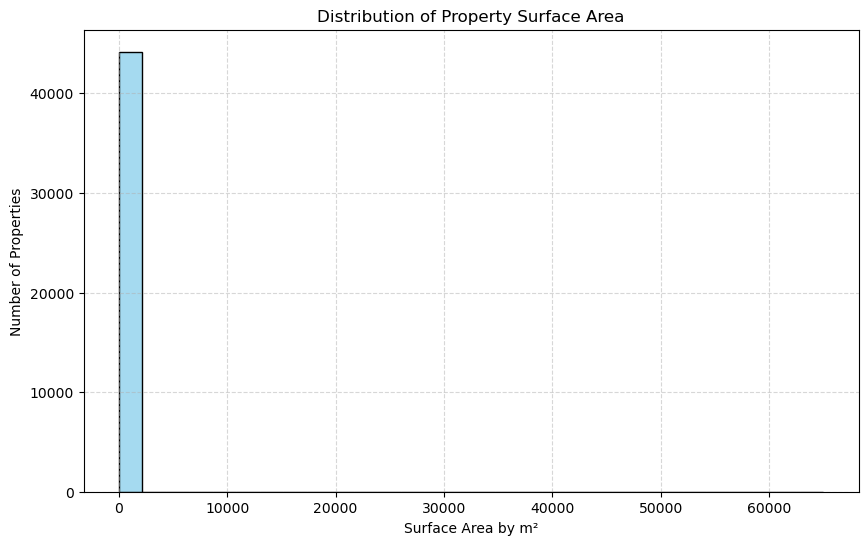 Distribution of Property Surface Area
Number of Properties
40000
30000
20000
10000
0
0 10000 20000 30000 40000 50000 60000
Surface Area by m²